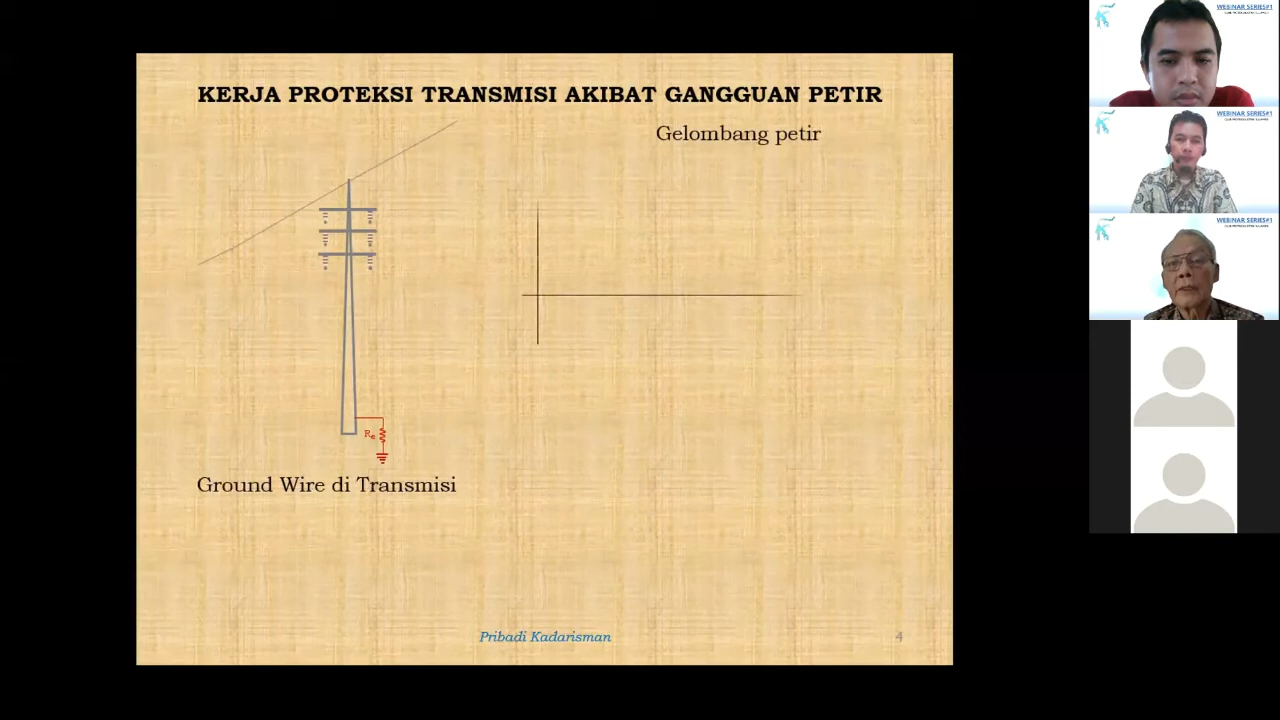 KERJA PROTEKSI TRANSMISI AKIBAT GANGGUAN PETIR
Gelombang petir
Re
Ground Wire di Transmisi
Pribadi Kadarisman
4
WEBINAR SERIES#1
WEBINAR SERIES#1
WEBINAR SERIES#1